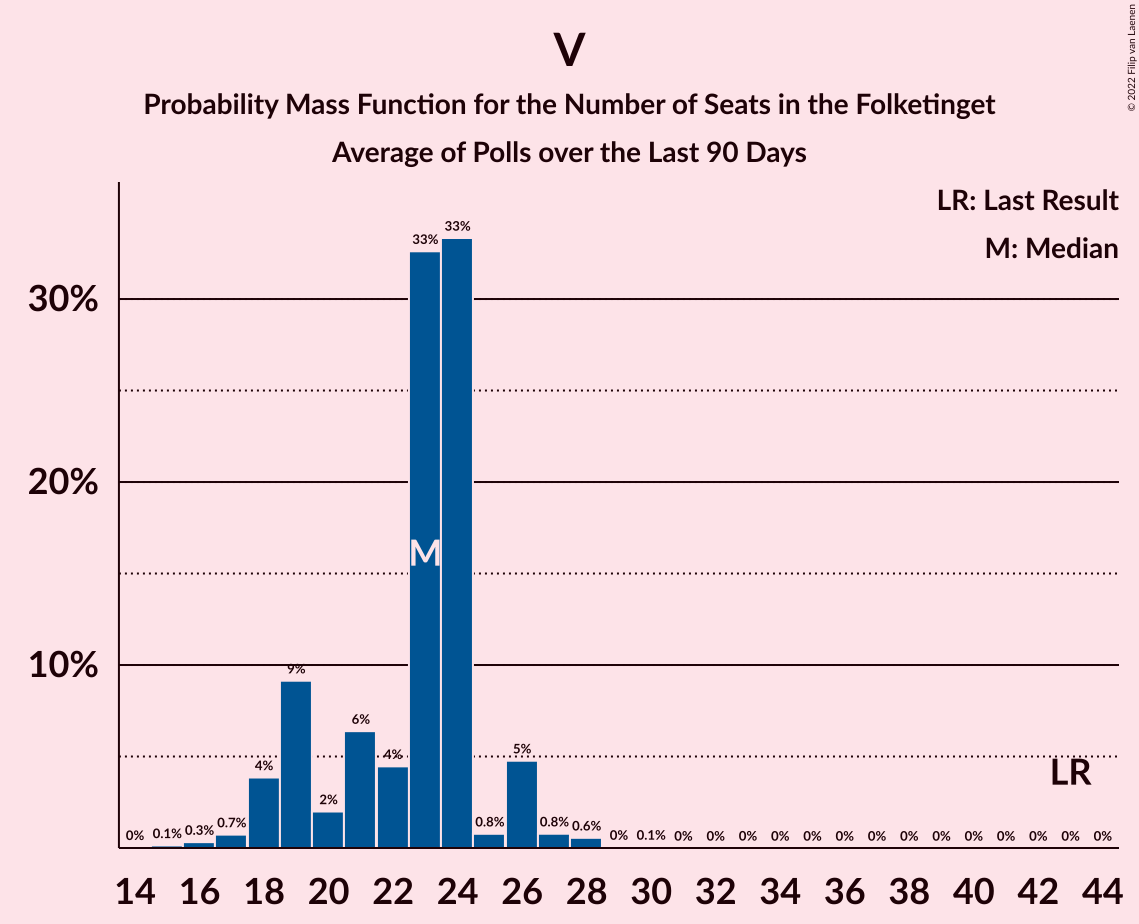 V
Probability Mass Function for the Number of Seats in the Folketinget
Average of Polls over the Last 90 Days
© 2022 Filip van Laenen
LR: Last Result
M: Median
30%
20%
10%
0% 0.1% 0.3% 0.7% 4% 9% 2% 6% 4% 33% 33% 0.8% 5% 0.8% 0.6% 0% 0.1% 0% 0% 0% 0% 0% 0% 0% 0% 0% 0% 0% 0% 0% 0%
M
LR
14 16 18 20 22 24 26 28 30 32 34 36 38 40 42 44